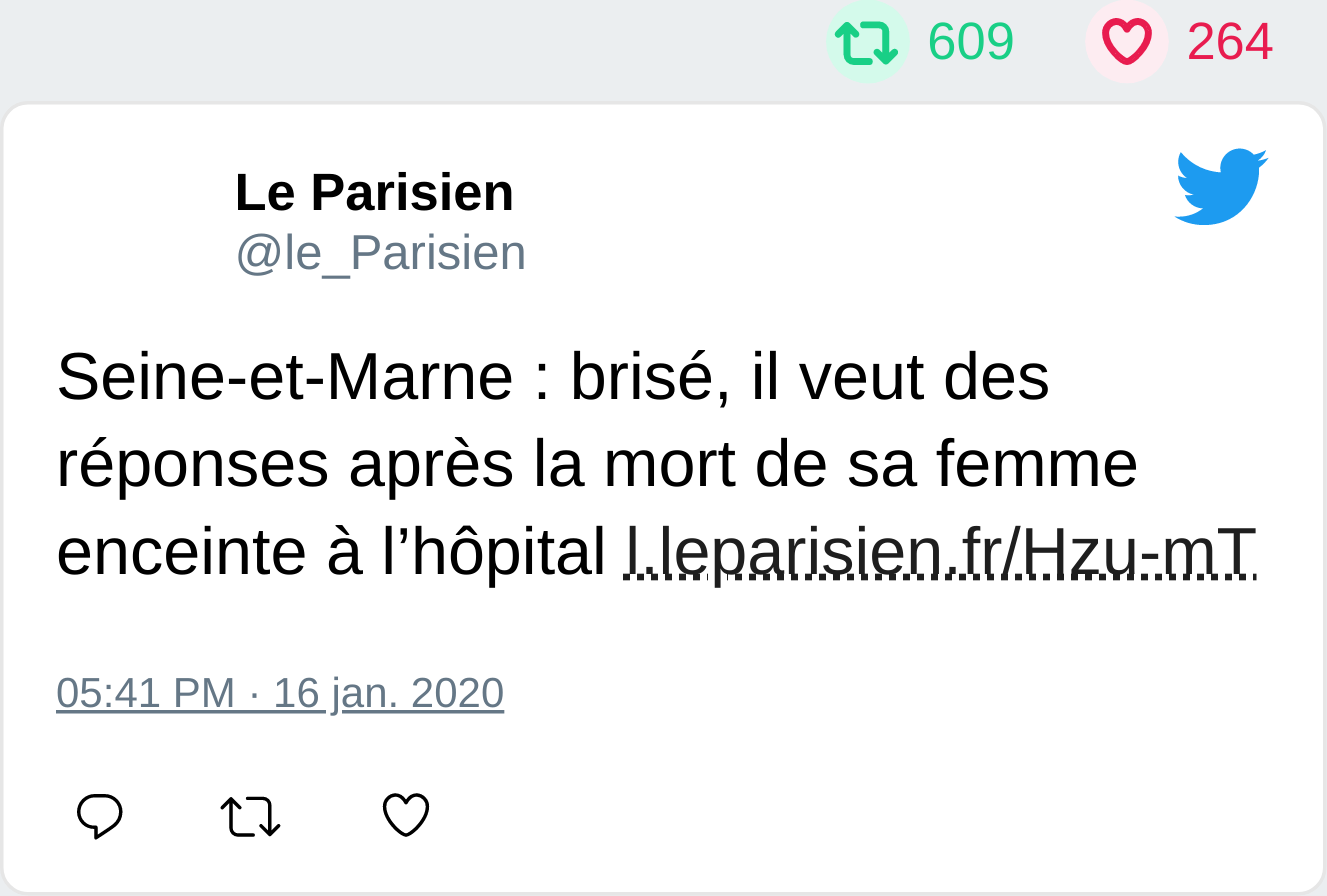 609 264
Le Parisien
@le_Parisien
Seine-et-Marne : brisé, il veut des
réponses après la mort de sa femme
enceinte à l’hôpital l.leparisien.fr/Hzu-mT
05:41 PM · 16 jan. 2020